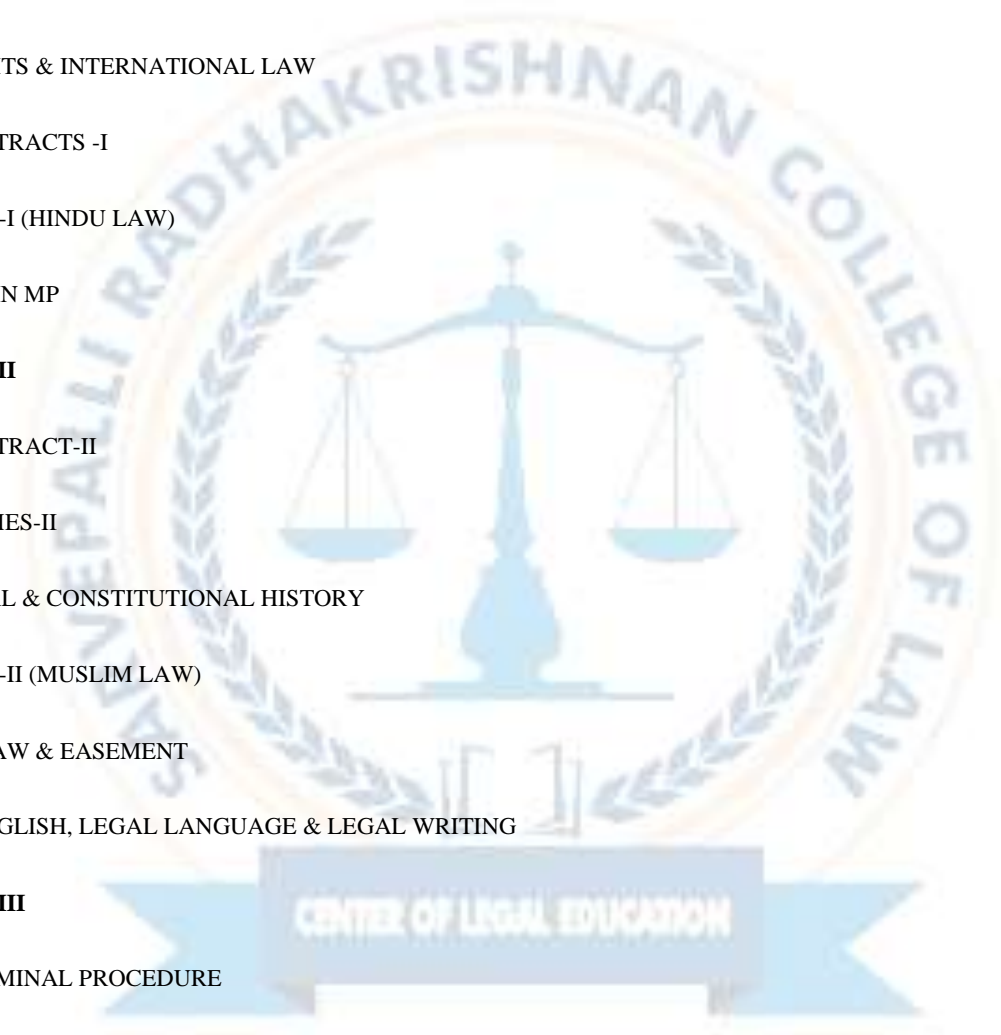 SARVEPALLI RADHAKRISHNAN COLLEGE OF LAW
TS & INTERNATIONAL LAW
TRACTS -I
-I (HINDU LAW)
N MP
II
TRACT-II
IES-II
L & CONSTITUTIONAL HISTORY
-II (MUSLIM LAW)
AW & EASEMENT
GLISH, LEGAL LANGUAGE & LEGAL WRITING
III
CENTER OF LEGAL EDUCATION
MINAL PROCEDURE